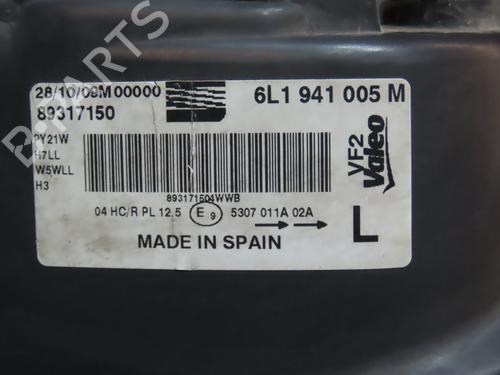 28/10/09M00000
89317150
6L1 941 005 M
PY21W
H7LL
W5WLL
H3
893171504WWB
VF2
Valeo
04 HC/R PL 12.5 E 9 5307 011A 02A
MADE IN SPAIN
L
B-PARTS